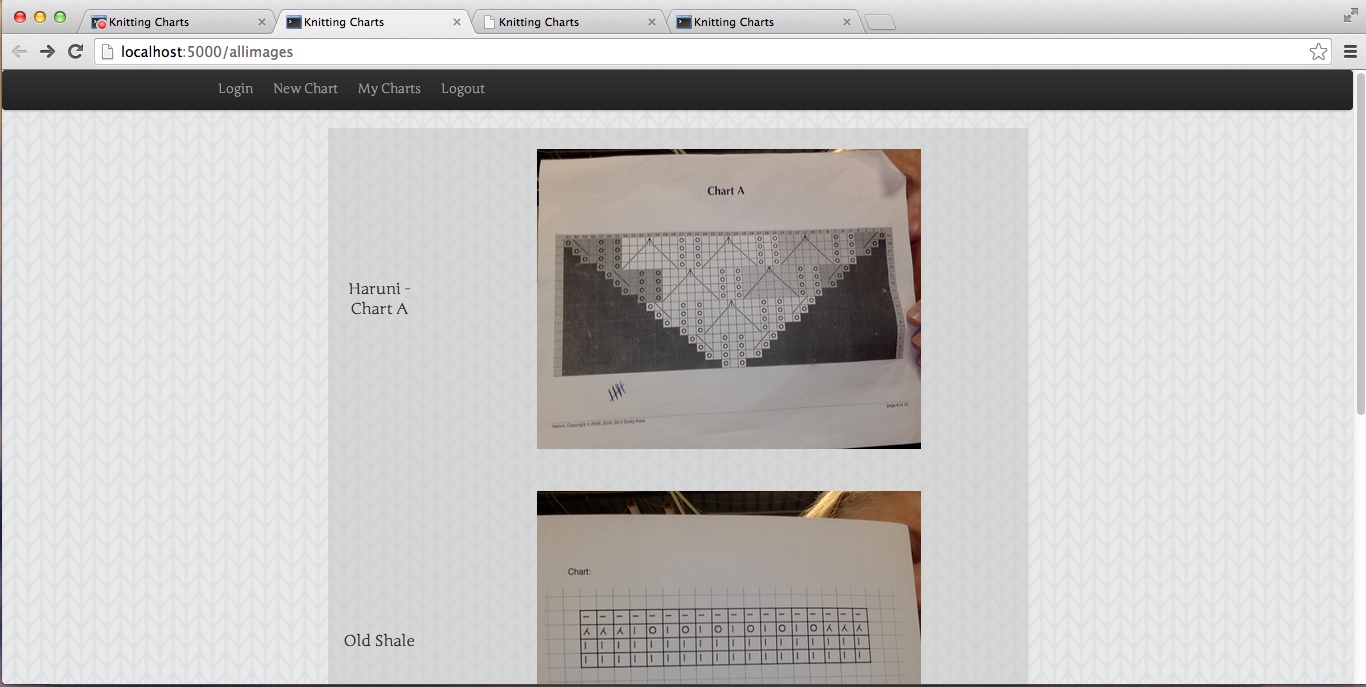 Knitting Charts
Knitting Charts
Knitting Charts
Knitting Charts
localhost:5000/allimages
Login New Chart My Charts Logout
Haruni -
Chart A
Chart A
Haruni, Copyright © 2009, 2010, 2011 Emily Ross
page 8 of 16
Old Shale
Chart: